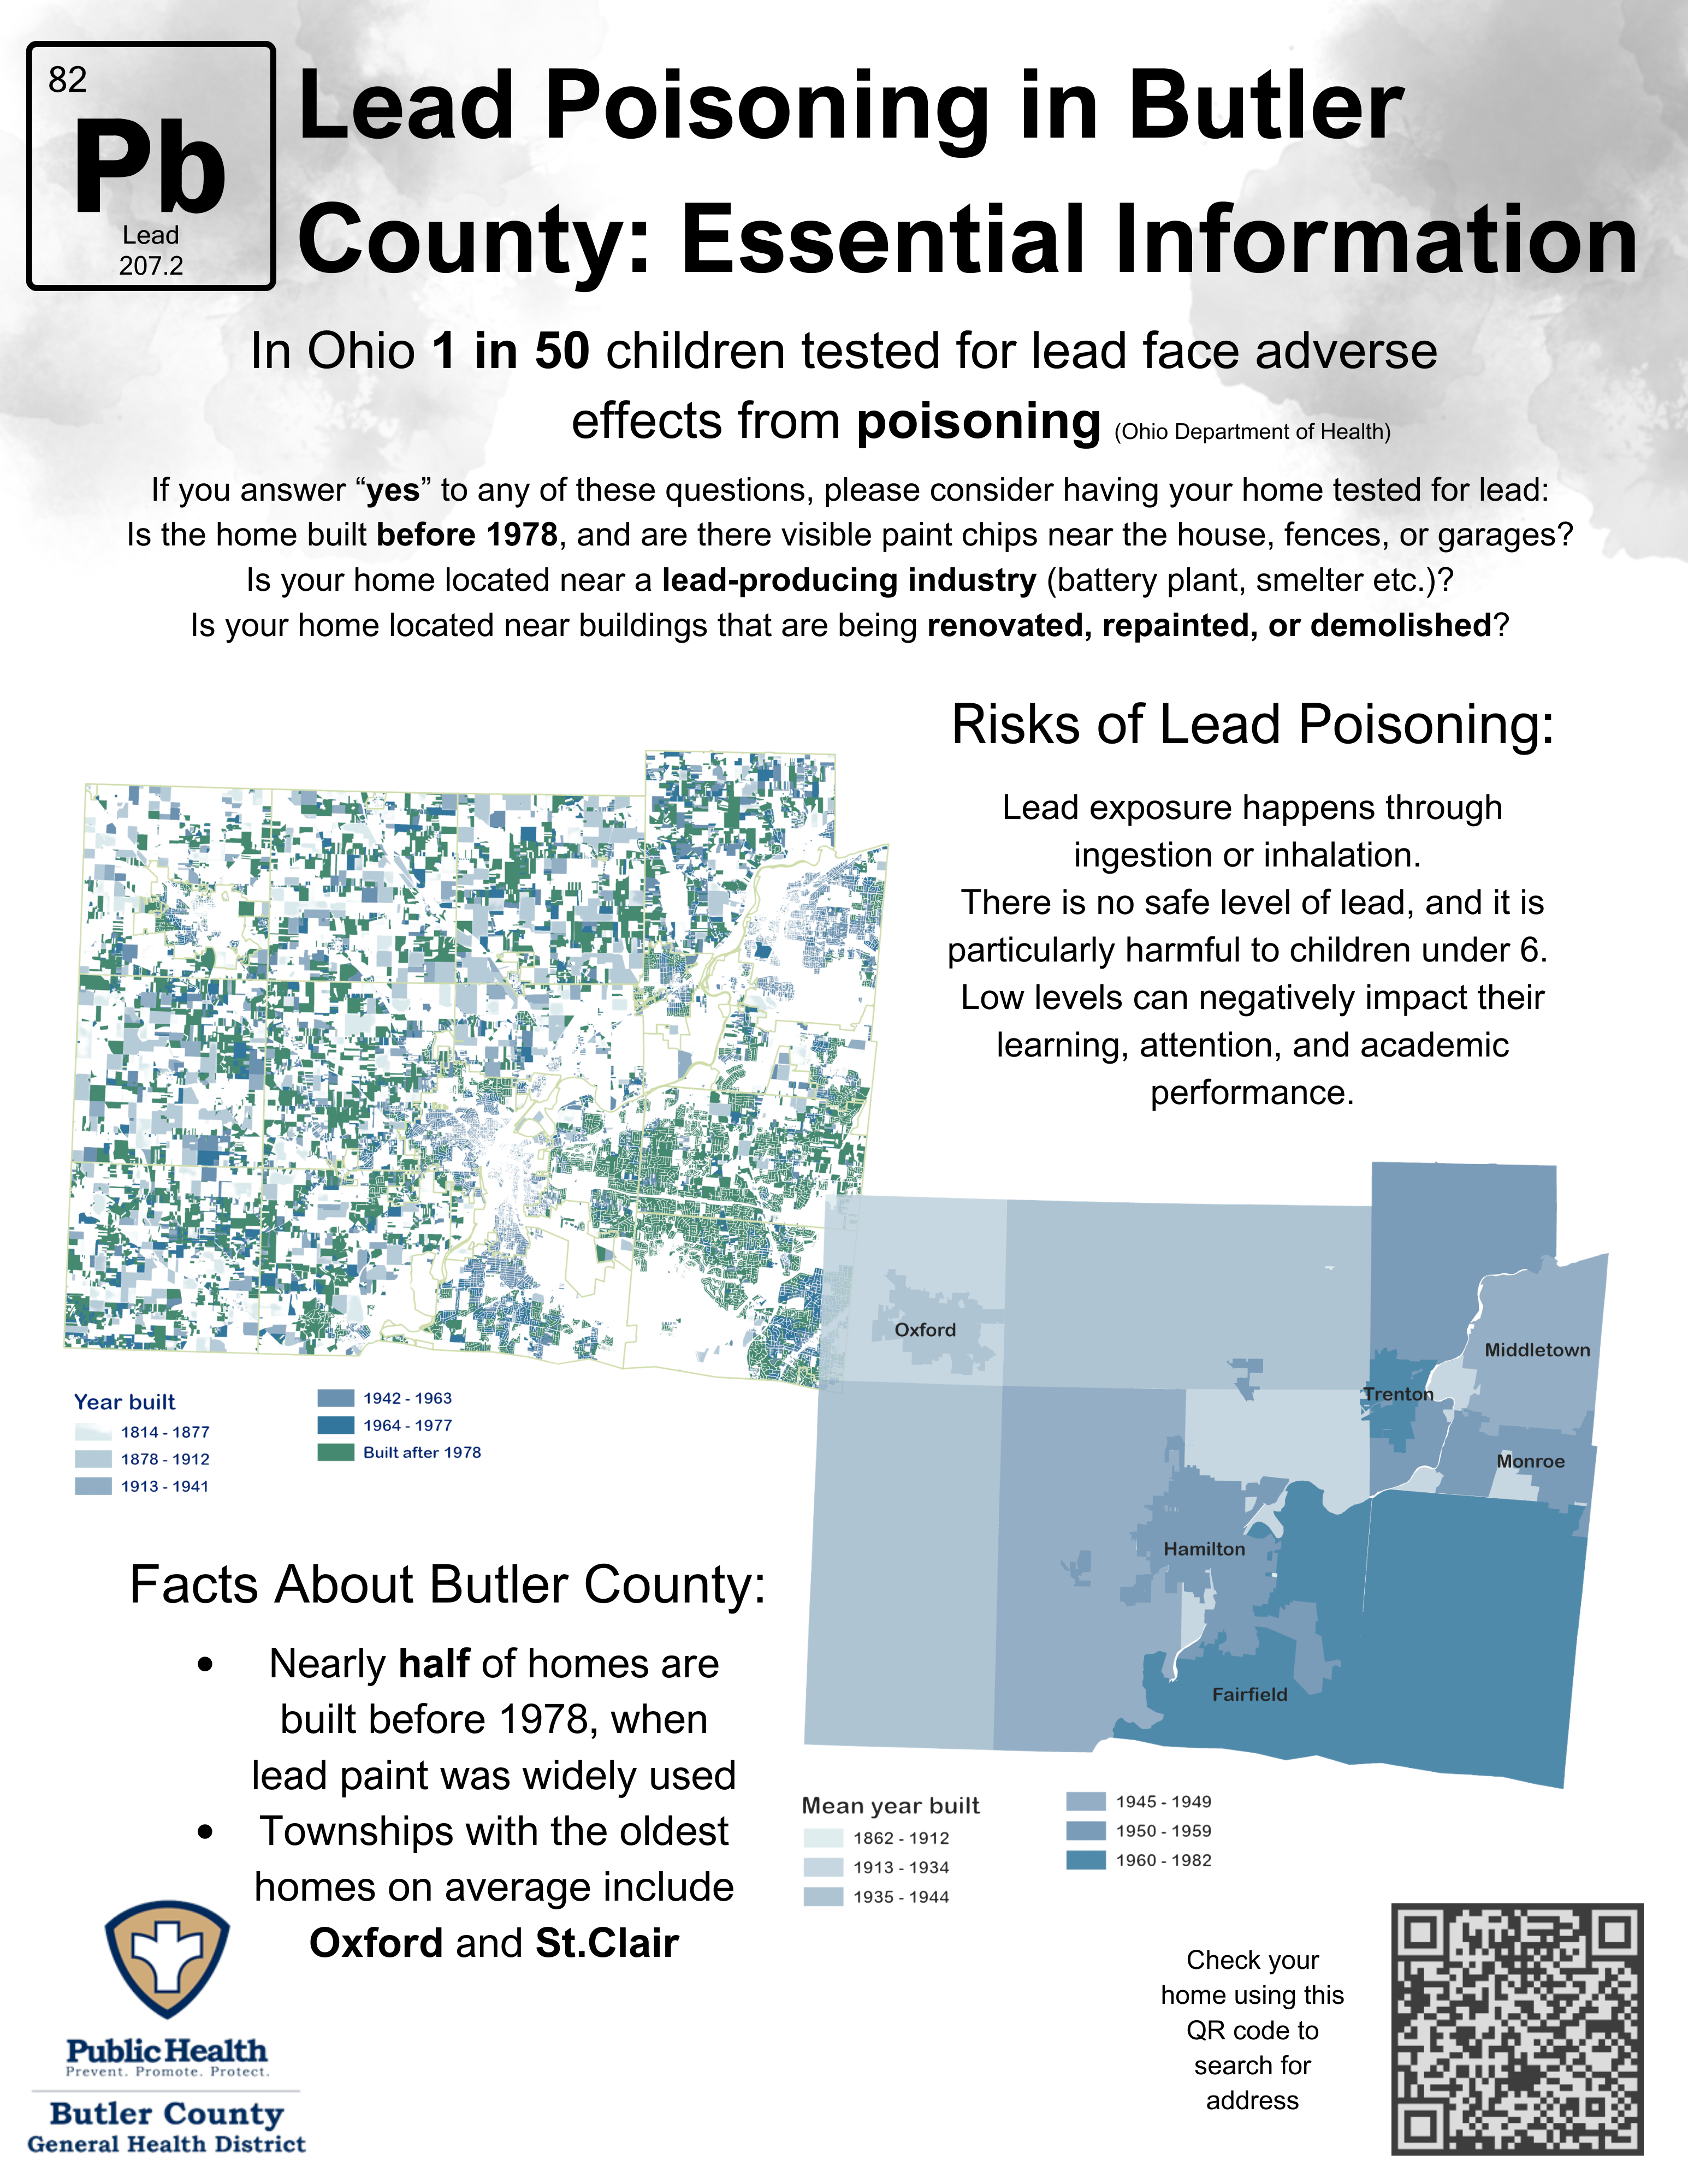 82
Pb
Lead
207.2
Lead Poisoning in Butler
County: Essential Information
In Ohio 1 in 50 children tested for lead face adverse
effects from poisoning (Ohio Department of Health)
If you answer “yes” to any of these questions, please consider having your home tested for lead:
Is the home built before 1978, and are there visible paint chips near the house, fences, or garages?
Is your home located near a lead-producing industry (battery plant, smelter etc.)?
Is your home located near buildings that are being renovated, repainted, or demolished?
Risks of Lead Poisoning:
Lead exposure happens through
ingestion or inhalation.
There is no safe level of lead, and it is
particularly harmful to children under 6.
Low levels can negatively impact their
learning, attention, and academic
performance.
Year built
1814 - 1877
1878 - 1912
1913 - 1941
1942 - 1963
1964 - 1977
Built after 1978
Oxford
Middletown
Trenton
Monroe
Hamilton
Fairfield
Mean year built
1862 - 1912
1913 - 1934
1935 - 1944
1945 - 1949
1950 - 1959
1960 - 1982
Facts About Butler County:
• Nearly half of homes are
built before 1978, when
lead paint was widely used
• Townships with the oldest
homes on average include
Oxford and St.Clair
Public Health
Prevent. Promote. Protect.
Butler County
General Health District
Check your
home using this
QR code to
search for
address